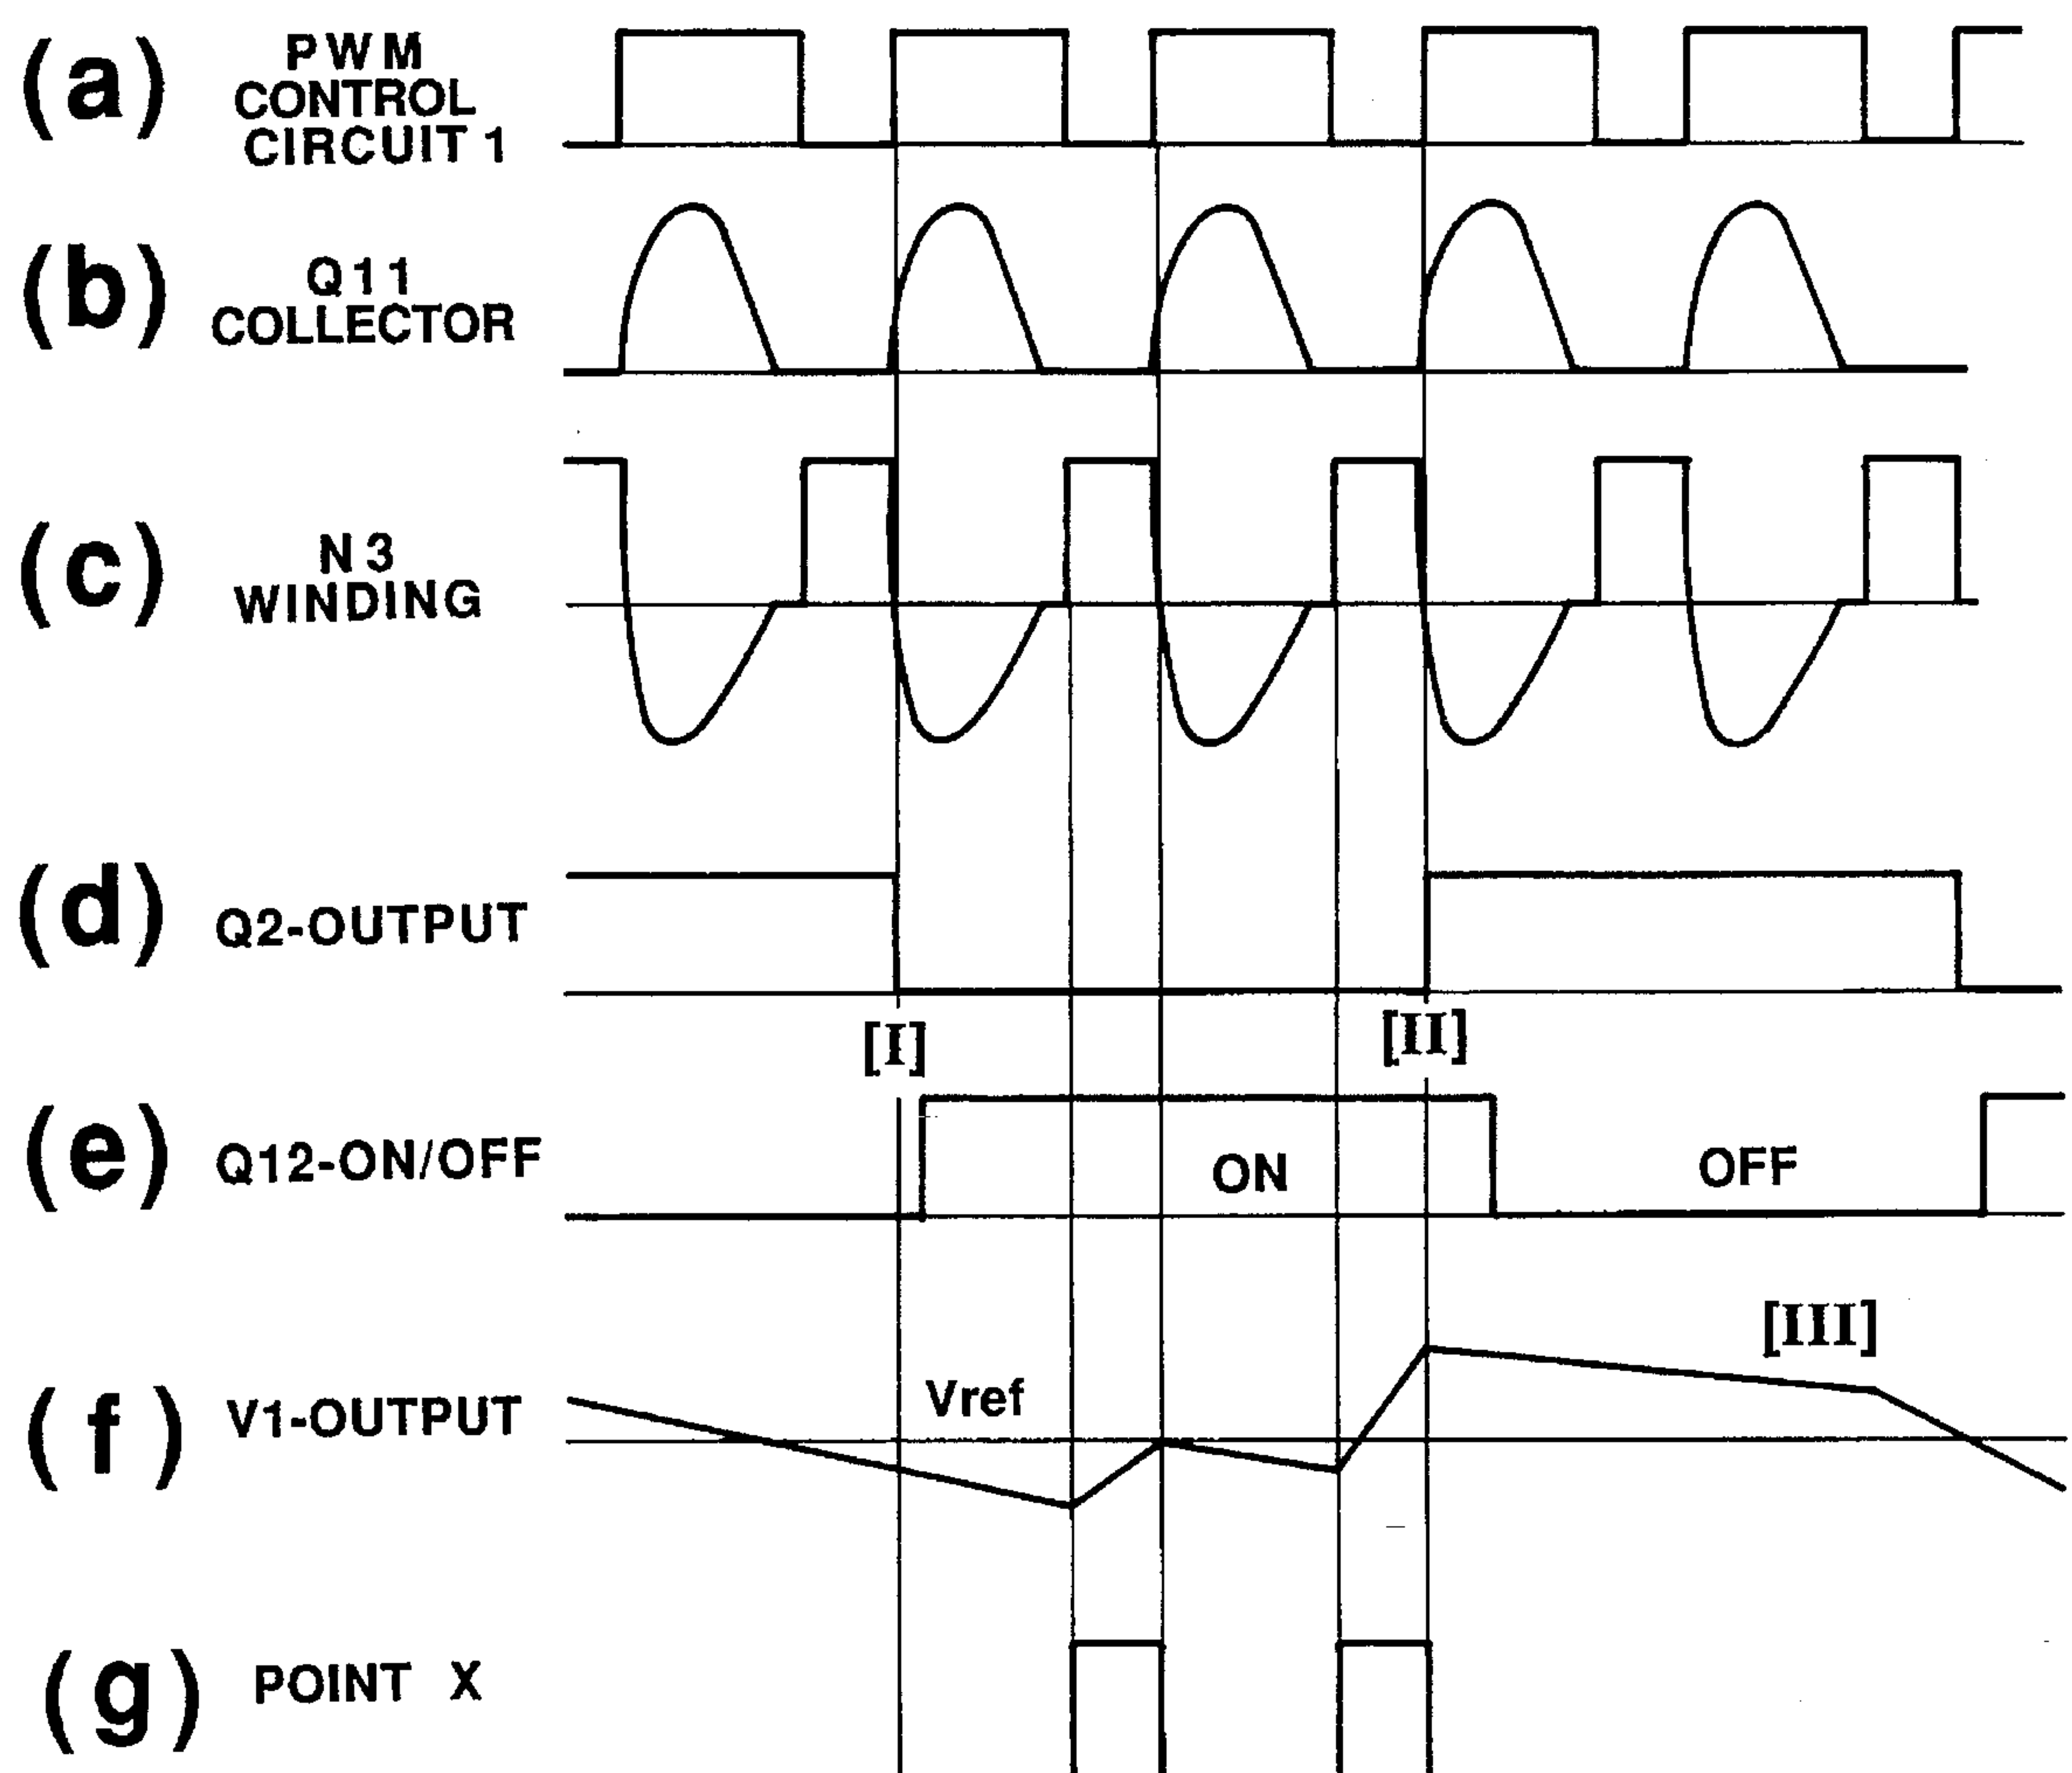 (a) PWM
CONTROL
CIRCUIT 1
(b) Q11
COLLECTOR
(c) N3
WINDING
(d) Q2-OUTPUT
[I] [II]
(e) Q12-ON/OFF ON OFF
[III]
(f) V1-OUTPUT Vref
(g) POINT X